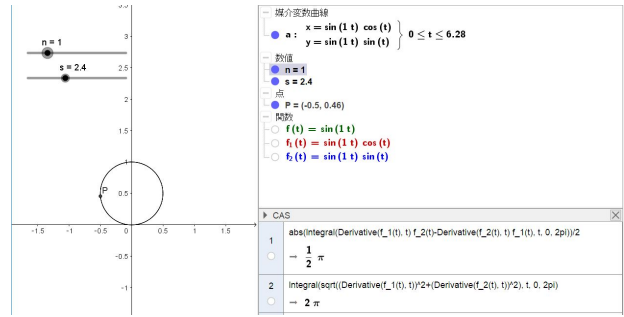 3.5
3
2.5
2
1.5
1
0.5
-0.5
-1
-1.5
-1
-0.5
0
0.5
1
1.5
n = 1
s = 2.4
P
媒介変数曲線
a : x = sin (1 t) cos (t)
y = sin (1 t) sin (t)
0 ≤ t ≤ 6.28
数値
n = 1
s = 2.4
点
P = (-0.5, 0.46)
関数
f (t) = sin (1 t)
f₁ (t) = sin (1 t) cos (t)
f₂ (t) = sin (1 t) sin (t)
CAS
1
abs(Integral(Derivative(f_1(t), t) f_2(t)-Derivative(f_2(t), t) f_1(t), t, 0, 2pi))/2
→ 1/2 π
2
Integral(sqrt((Derivative(f_1(t), t))^2+(Derivative(f_2(t), t))^2), t, 0, 2pi)
→ 2 π